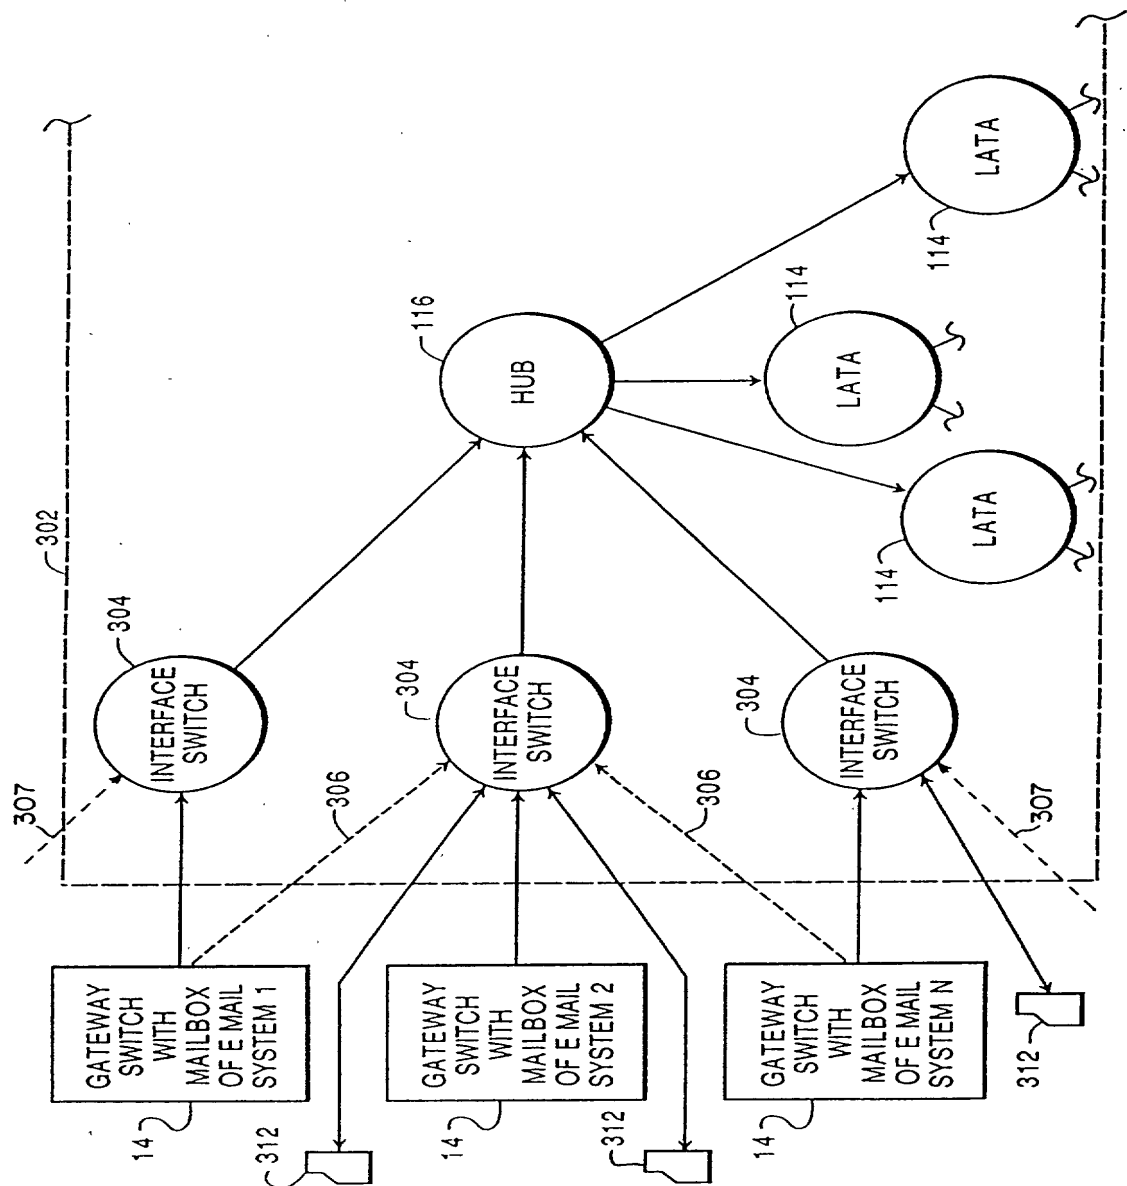 302
304
INTERFACE
SWITCH
307
GATEWAY
SWITCH
WITH
MAILBOX
OF E MAIL
SYSTEM 1
14
312
306
304
INTERFACE
SWITCH
GATEWAY
SWITCH
WITH
MAILBOX
OF E MAIL
SYSTEM 2
14
312
306
304
INTERFACE
SWITCH
307
GATEWAY
SWITCH
WITH
MAILBOX
OF E MAIL
SYSTEM N
14
312
116
HUB
114
LATA
114
LATA
114
LATA